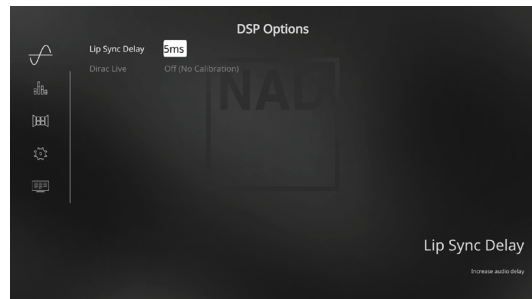 DSP Options
Lip Sync Delay 5ms
Dirac Live Off (No Calibration)
NAD
Lip Sync Delay
Increase audio delay